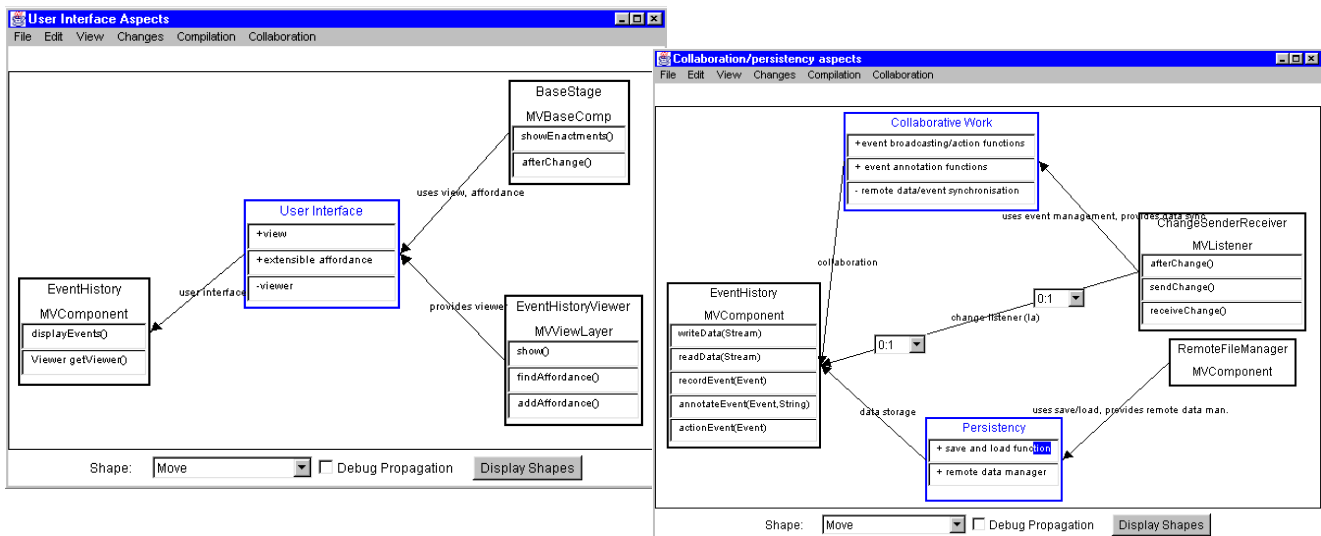 User Interface Aspects
File Edit View Changes Compilation Collaboration
BaseStage
MVBaseComp
showEnactments()
afterChange()
uses view, affordance
User Interface
+view
+extensible affordance
-viewer
user interface
EventHistory
MVComponent
displayEvents()
Viewer getViewer()
provides viewer
EventHistoryViewer
MVViewLayer
show()
findAffordance()
addAffordance()
Shape: Move Debug Propagation Display Shapes
Collaboration/persistency aspects
File Edit View Changes Compilation Collaboration
Collaborative Work
+event broadcasting/action functions
+ event annotation functions
- remote data/event synchronisation
uses event management, provides data sync
ChangeSenderReceiver
MVListener
afterChange()
sendChange()
receiveChange()
collaboration
0:1
change listener (la)
0:1
EventHistory
MVComponent
writeData(Stream)
readData(Stream)
recordEvent(Event)
annotateEvent(Event,String)
actionEvent(Event)
RemoteFileManager
MVComponent
data storage
uses save/load, provides remote data man.
Persistency
+ save and load function
+ remote data manager
Shape: Move Debug Propagation Display Shapes